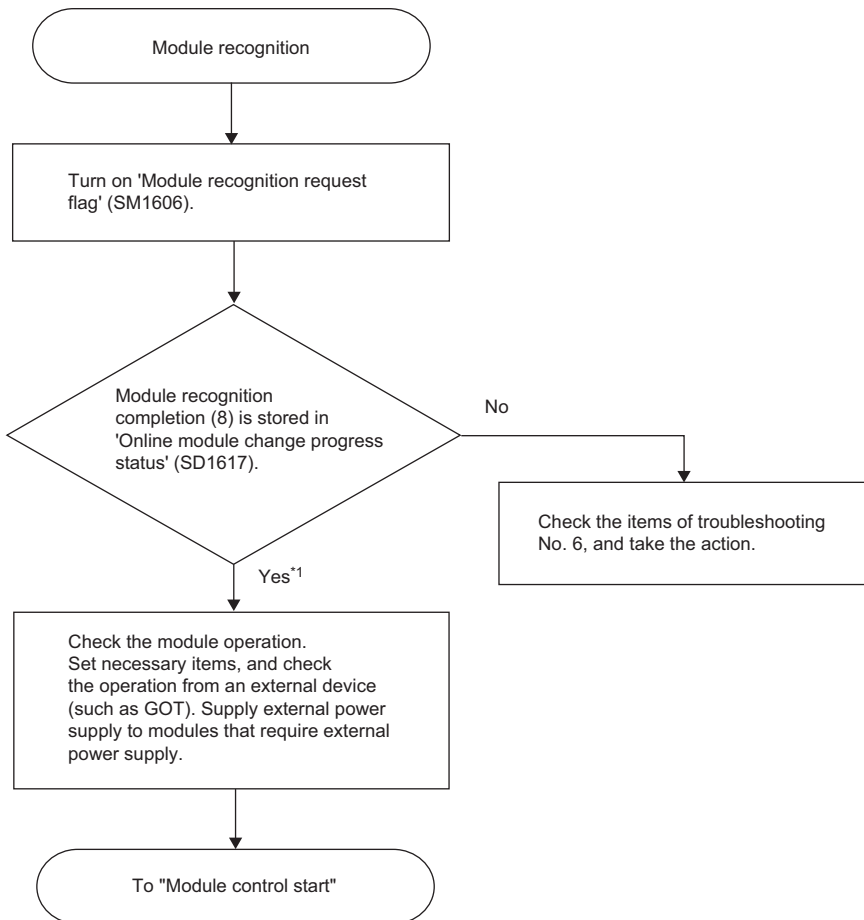 Module recognition
Turn on 'Module recognition request
flag' (SM1606).
Module recognition
completion (8) is stored in
'Online module change progress
status' (SD1617).
No
Check the items of troubleshooting
No. 6, and take the action.
Yes*1
Check the module operation.
Set necessary items, and check
the operation from an external device
(such as GOT). Supply external power
supply to modules that require external
power supply.
To "Module control start"